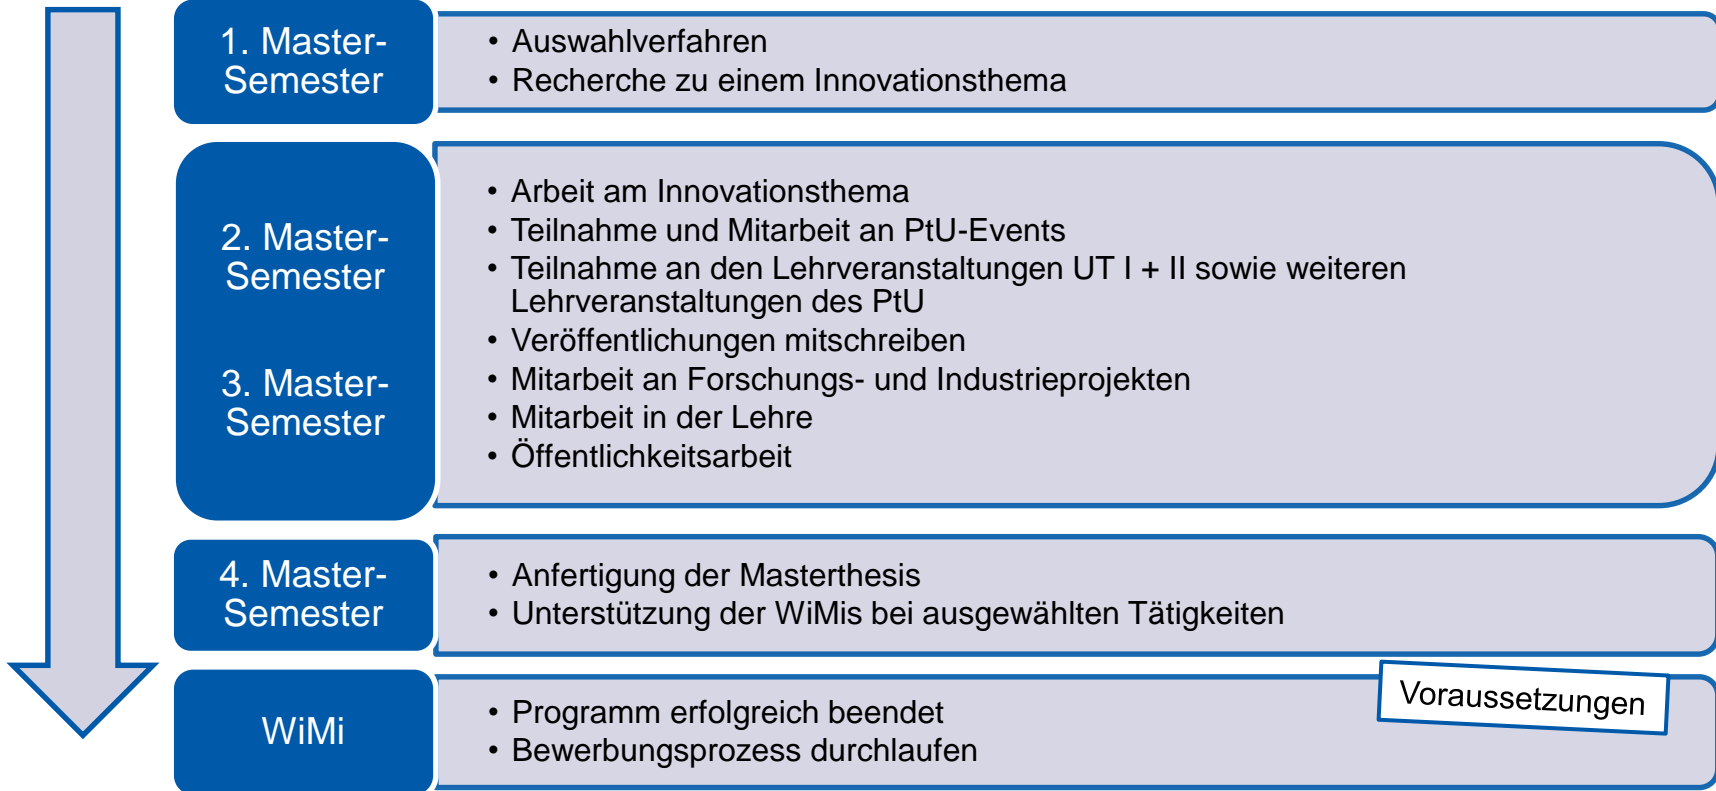 1. Master-
Semester
• Auswahlverfahren
• Recherche zu einem Innovationsthema
2. Master-
Semester
3. Master-
Semester
• Arbeit am Innovationsthema
• Teilnahme und Mitarbeit an PtU-Events
• Teilnahme an den Lehrveranstaltungen UT I + II sowie weiteren
Lehrveranstaltungen des PtU
• Veröffentlichungen mitschreiben
• Mitarbeit an Forschungs- und Industrieprojekten
• Mitarbeit in der Lehre
• Öffentlichkeitsarbeit
4. Master-
Semester
• Anfertigung der Masterthesis
• Unterstützung der WiMis bei ausgewählten Tätigkeiten
WiMi
• Programm erfolgreich beendet
• Bewerbungsprozess durchlaufen
Voraussetzungen